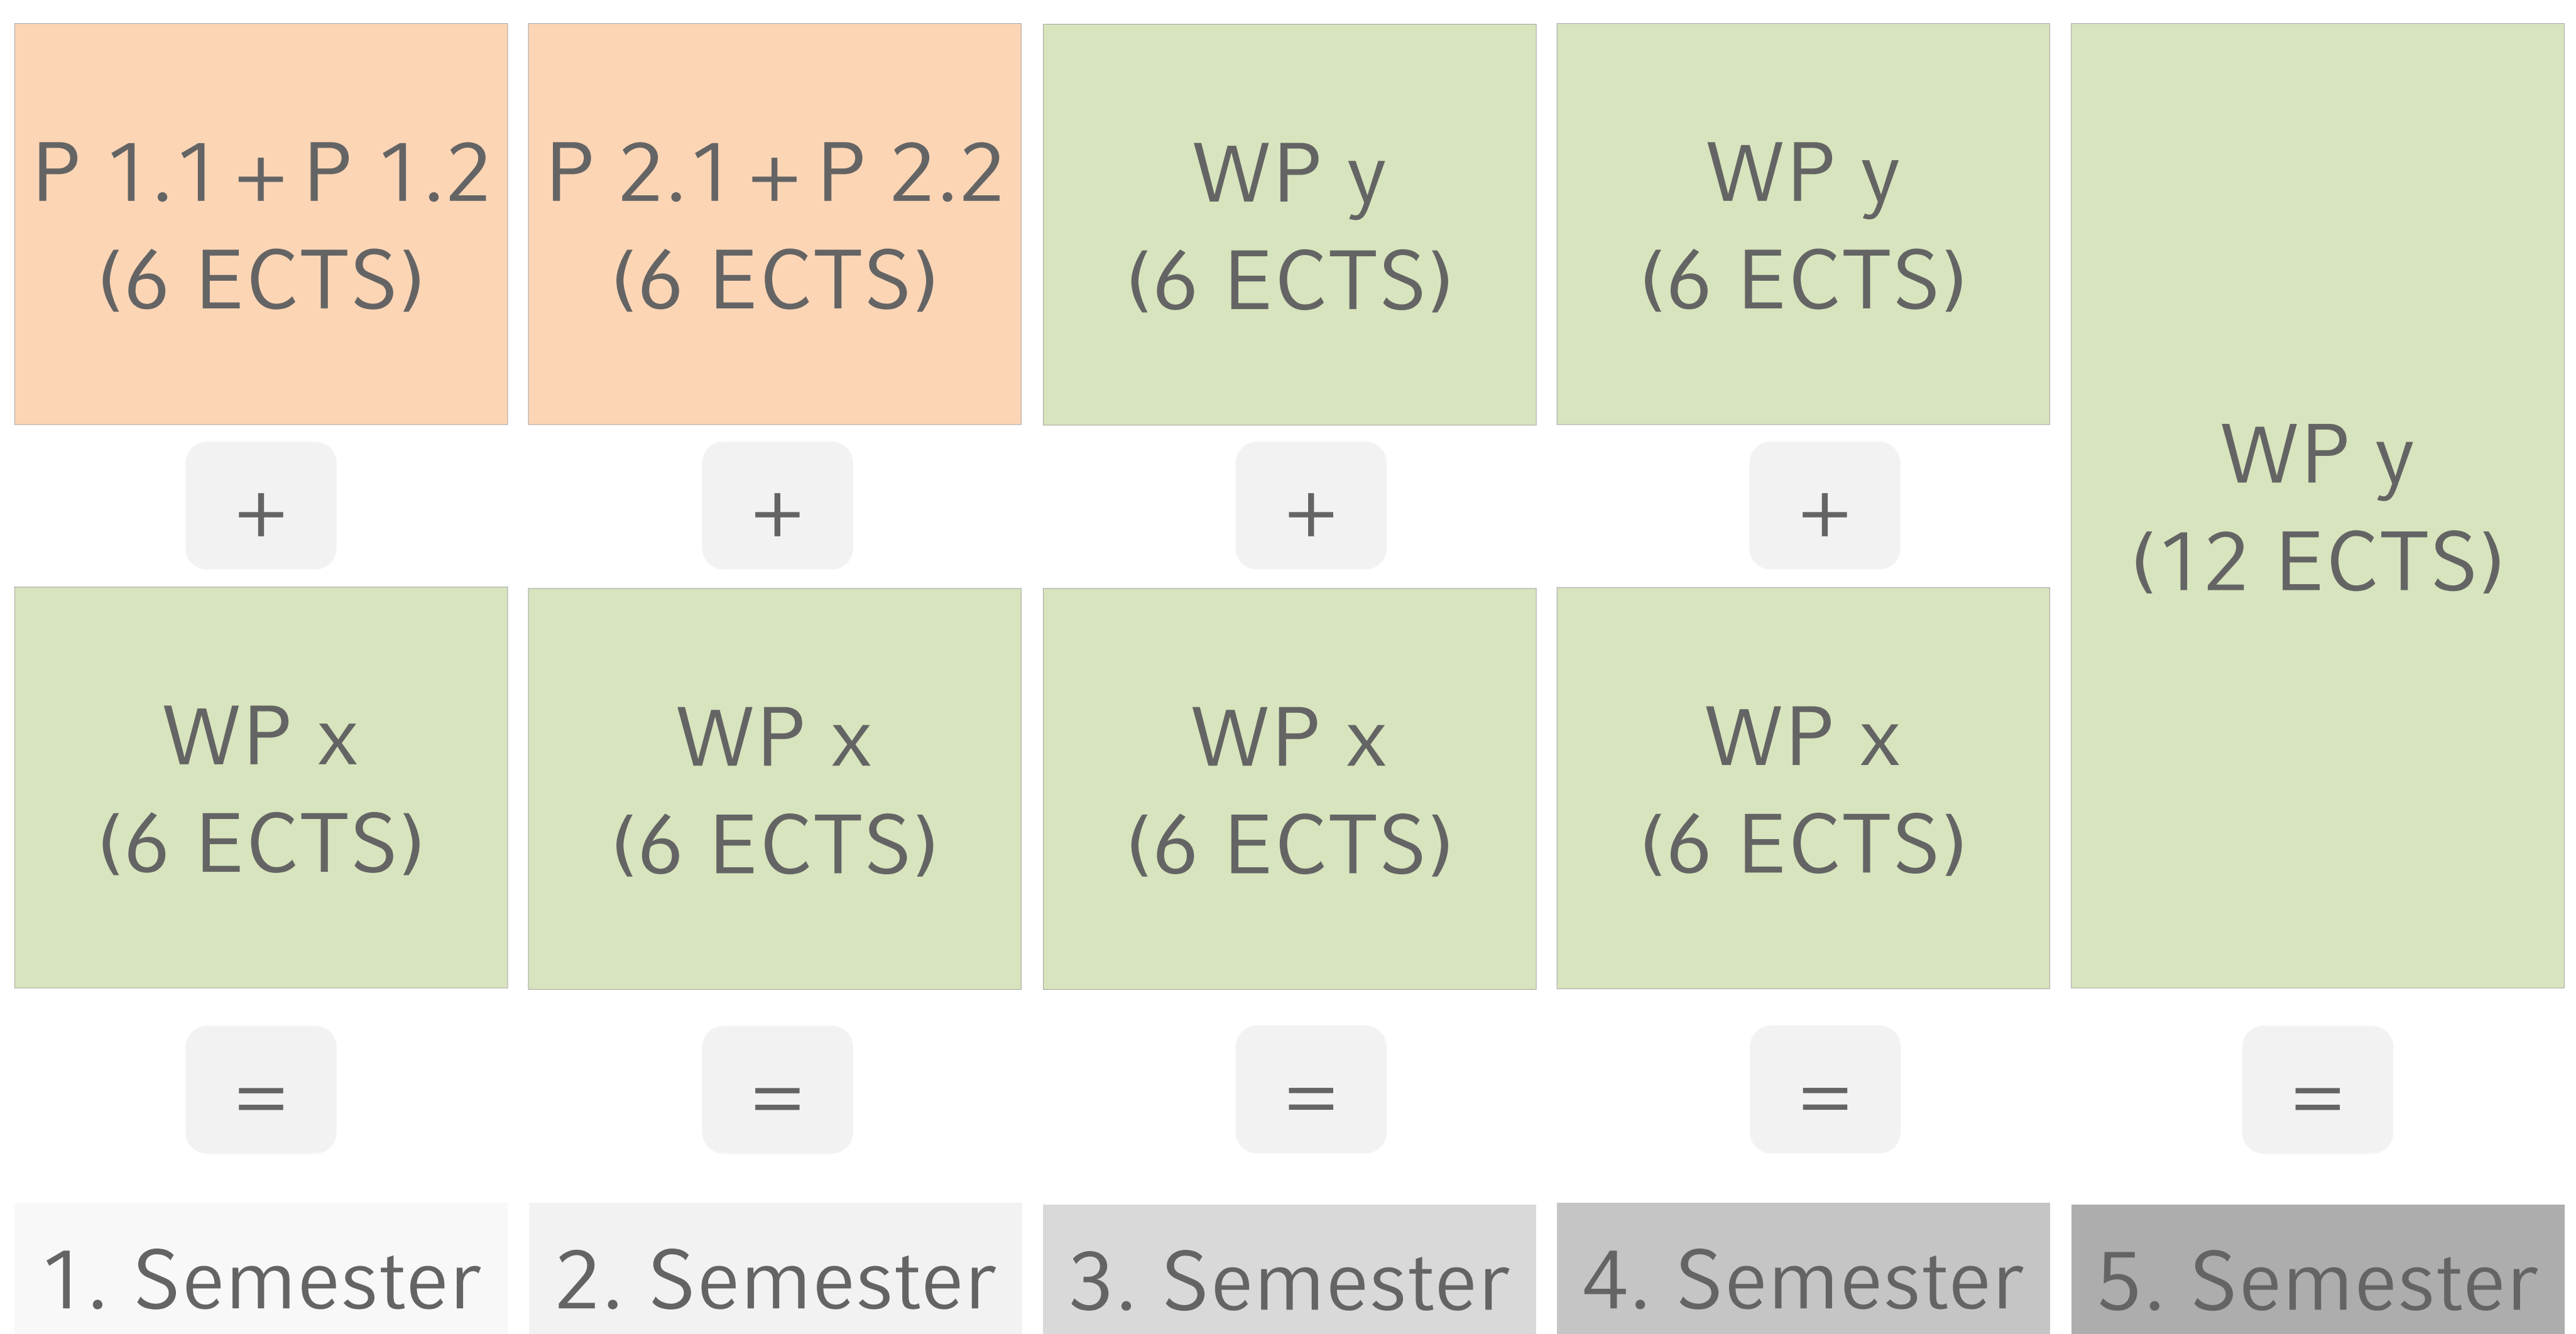 P 1.1 + P 1.2
(6 ECTS)
P 2.1 + P 2.2
(6 ECTS)
WP y
(6 ECTS)
WP y
(6 ECTS)
WP y
(12 ECTS)
+
+
+
+
WP x
(6 ECTS)
WP x
(6 ECTS)
WP x
(6 ECTS)
WP x
(6 ECTS)
=
=
=
=
=
1. Semester
2. Semester
3. Semester
4. Semester
5. Semester